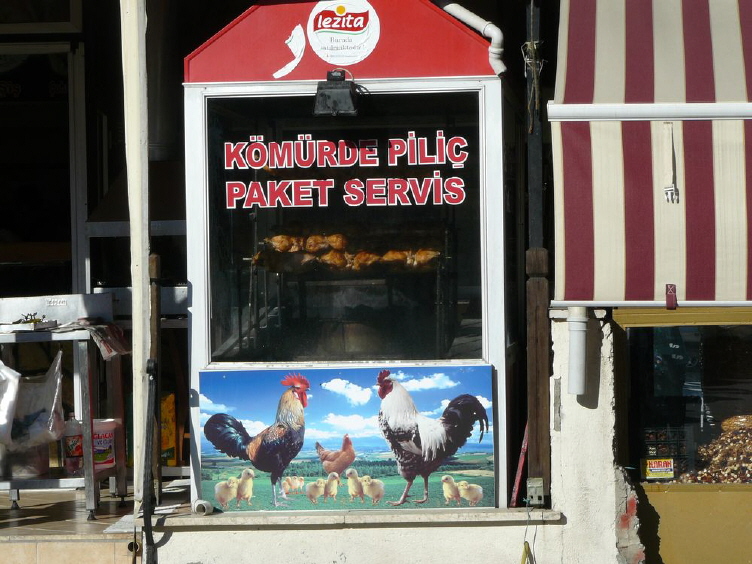 lezita
KÖMÜRDE PİLİÇ
PAKET SERVİS